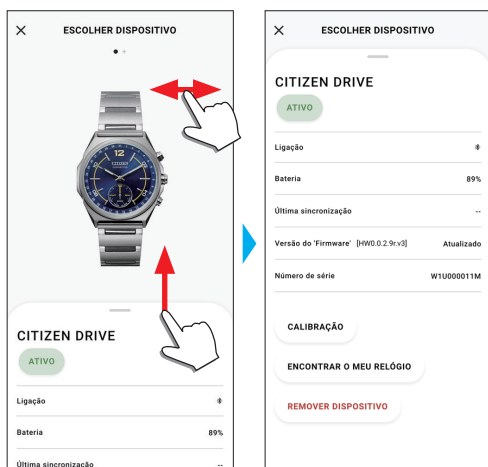 ESCOLHER DISPOSITIVO
12
CITIZEN
CITIZEN DRIVE
ATIVO
Ligação
Bateria 89%
Última sincronização --
ESCOLHER DISPOSITIVO
CITIZEN DRIVE
ATIVO
Ligação
Bateria 89%
Última sincronização --
Versão do 'Firmware' [HW0.0.2.9r.v3] Atualizado
Número de série W1U000011M
CALIBRAÇÃO
ENCONTRAR O MEU RELÓGIO
REMOVER DISPOSITIVO